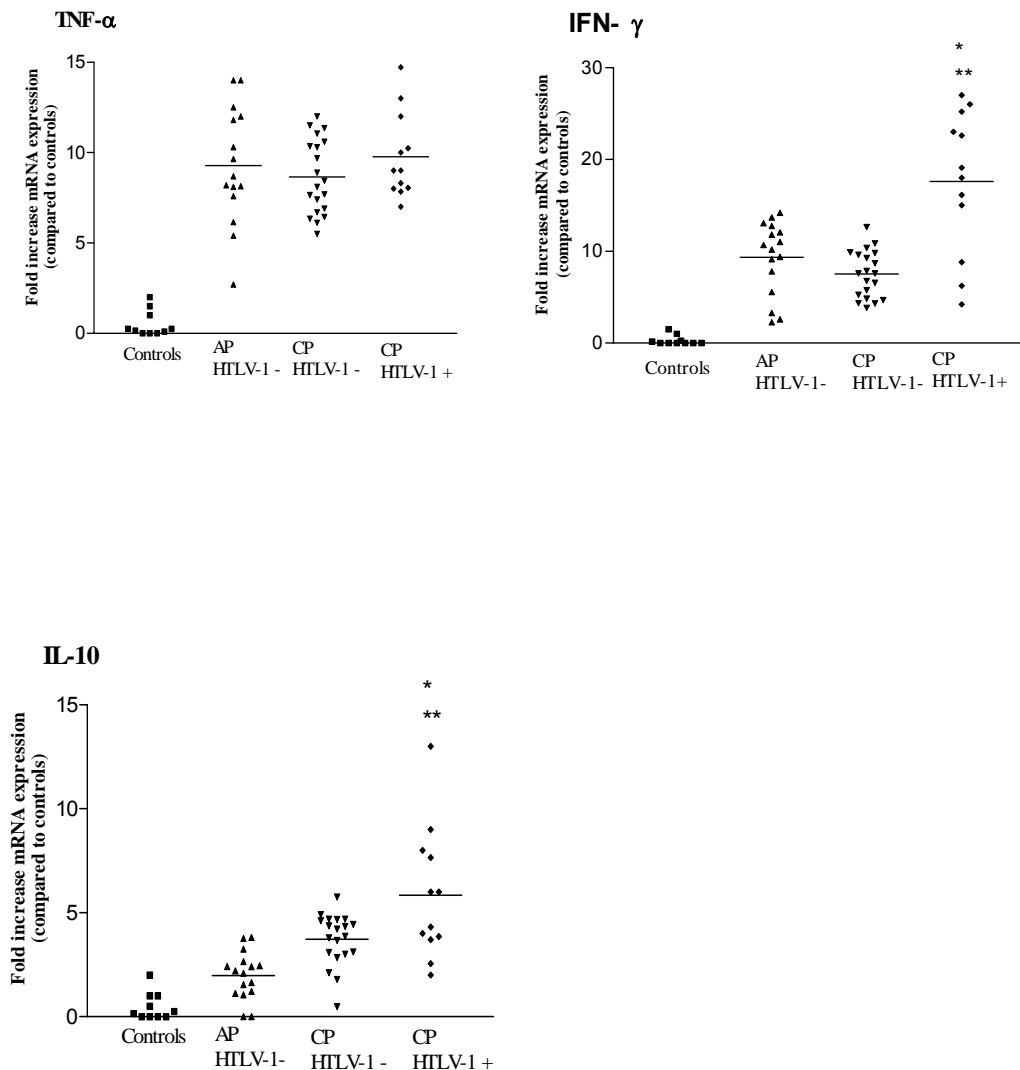 TNF-α
Fold increase mRNA expression
(compared to controls)
15
10
5
0
Controls
AP
HTLV-1 -
CP
HTLV-1 -
CP
HTLV-1 +
IFN- γ
*
**
Fold increase mRNA expression
(compared to controls)
30
20
10
0
Controls
AP
HTLV-1-
CP
HTLV-1-
CP
HTLV-1+
IL-10
*
**
Fold increase mRNA expression
(compared to controls)
15
10
5
0
Controls
AP
HTLV-1-
CP
HTLV-1 -
CP
HTLV-1 +